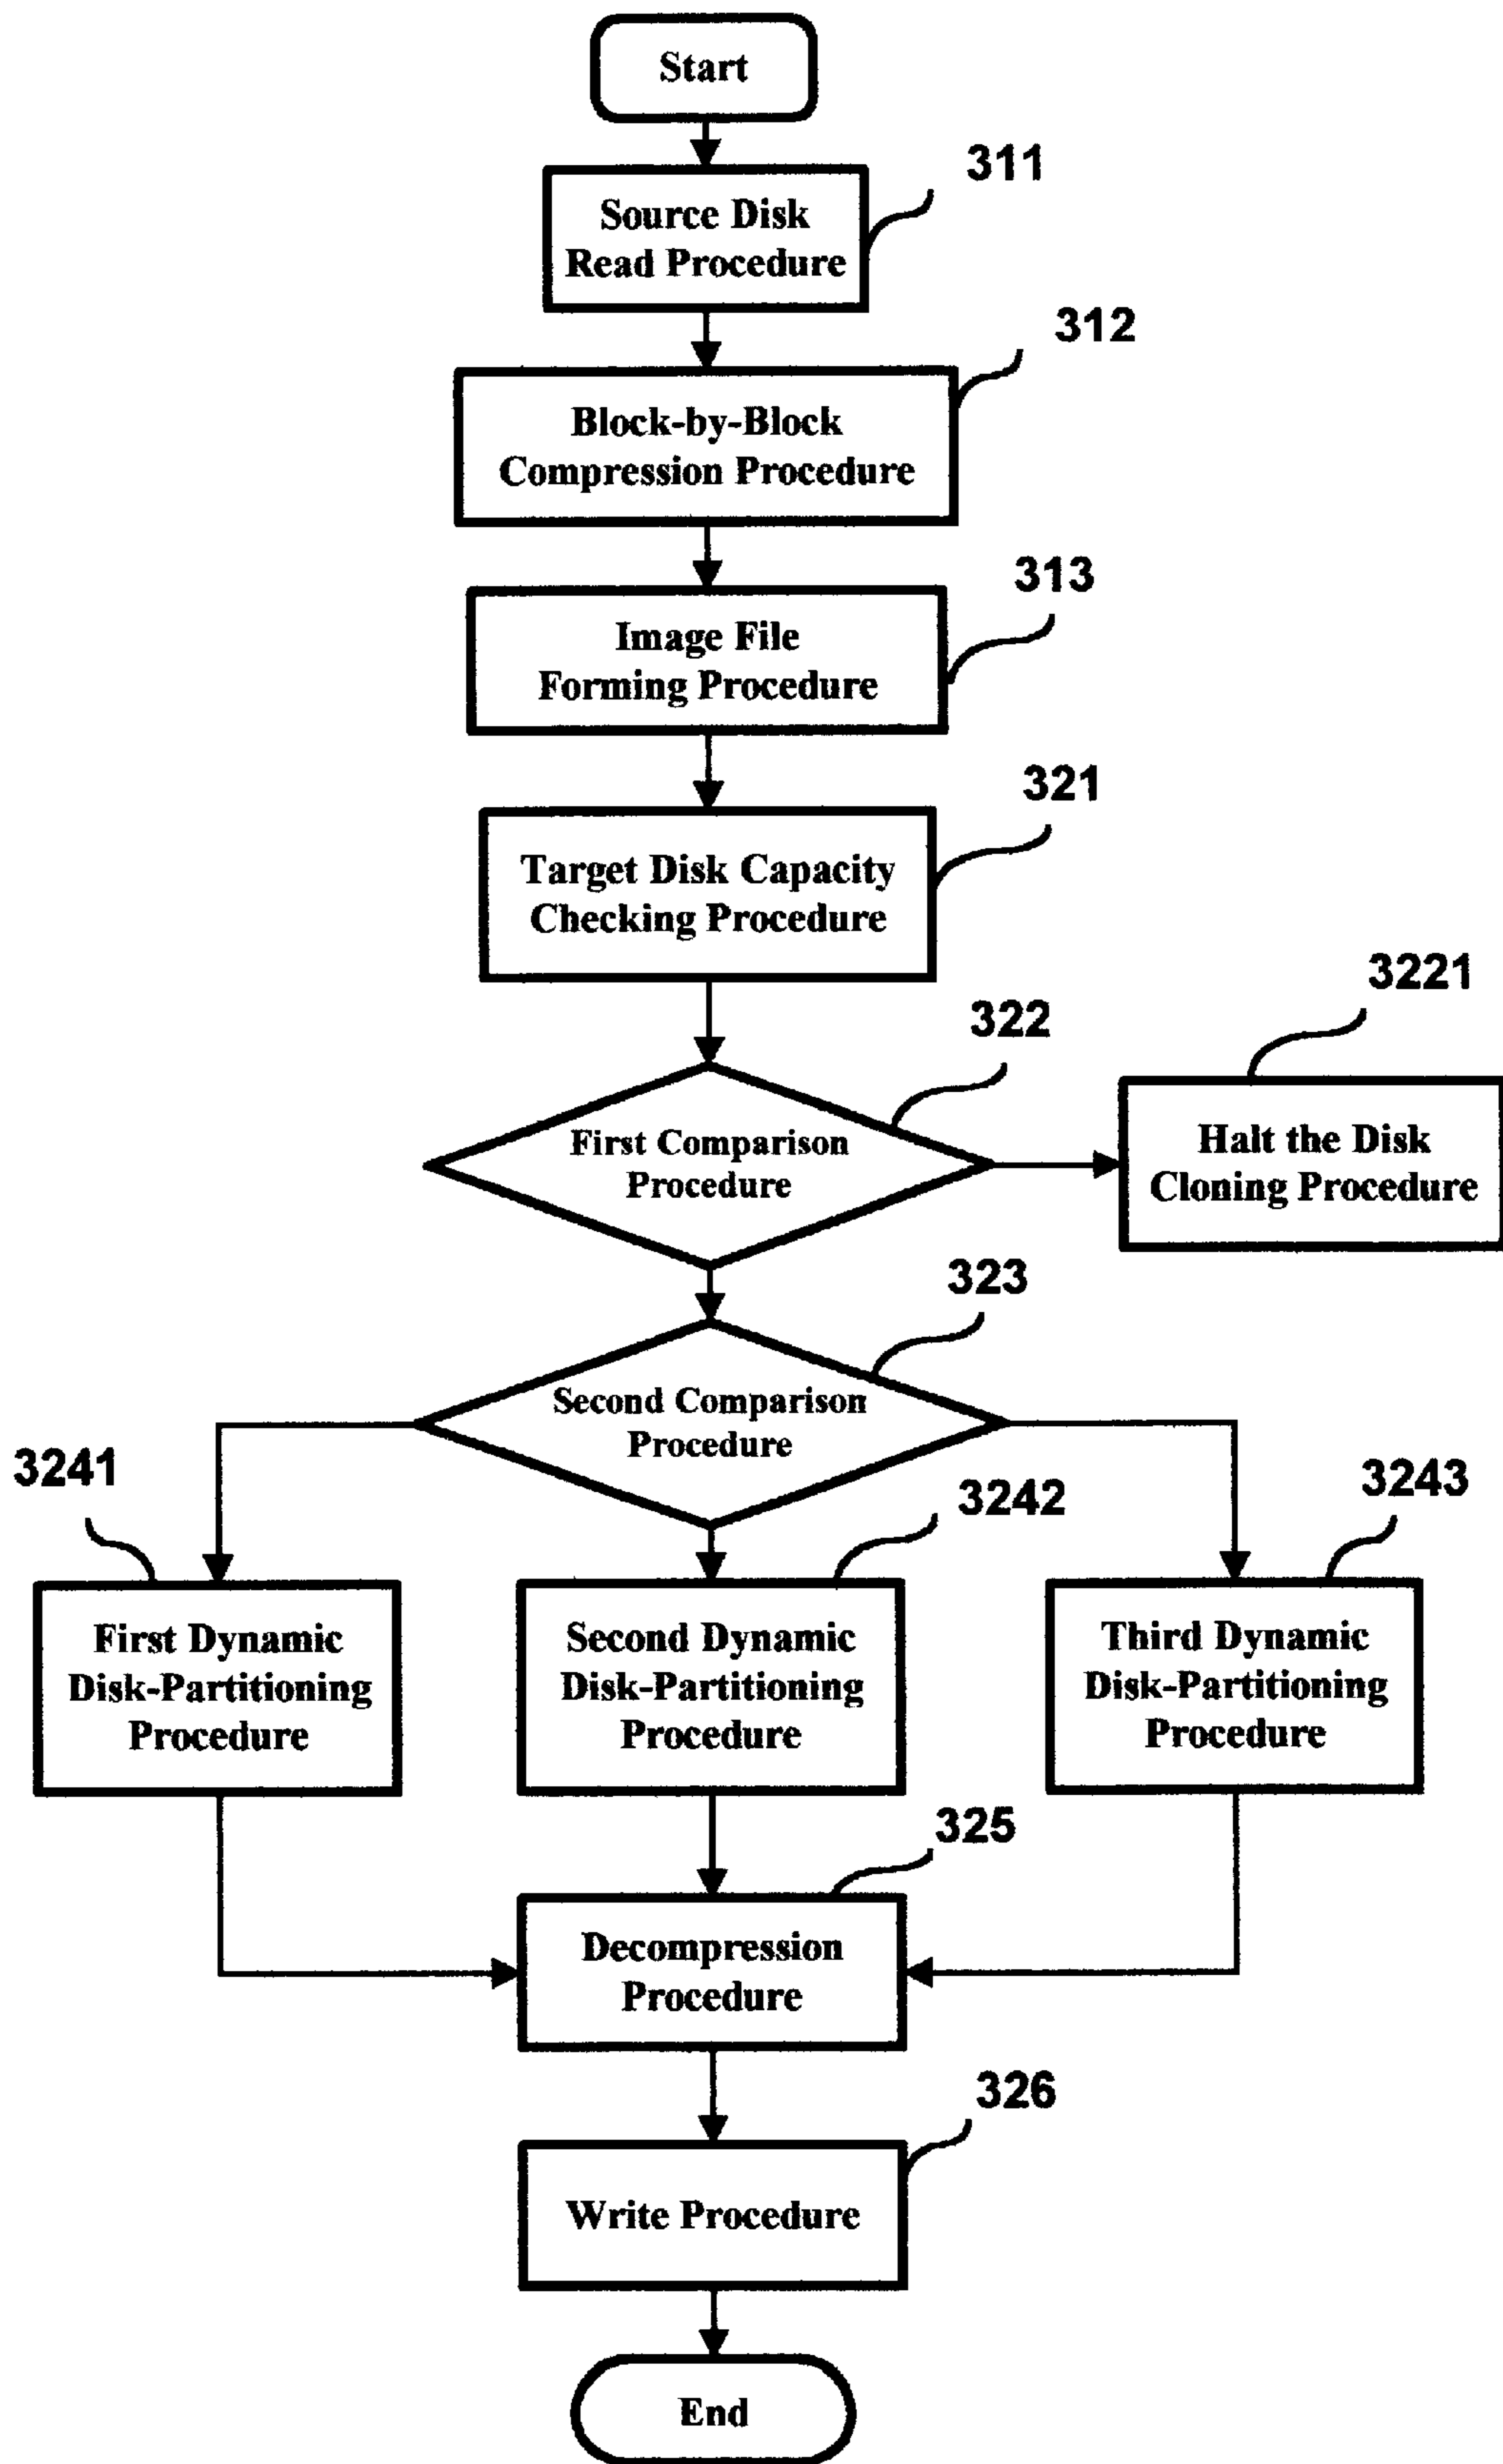 Start
311
Source Disk
Read Procedure
312
Block-by-Block
Compression Procedure
313
Image File
Forming Procedure
321
Target Disk Capacity
Checking Procedure
3221
322
First Comparison
Procedure
Halt the Disk
Cloning Procedure
323
Second Comparison
Procedure
3241
3242
3243
First Dynamic
Disk-Partitioning
Procedure
Second Dynamic
Disk-Partitioning
Procedure
Third Dynamic
Disk-Partitioning
Procedure
325
Decompression
Procedure
326
Write Procedure
End